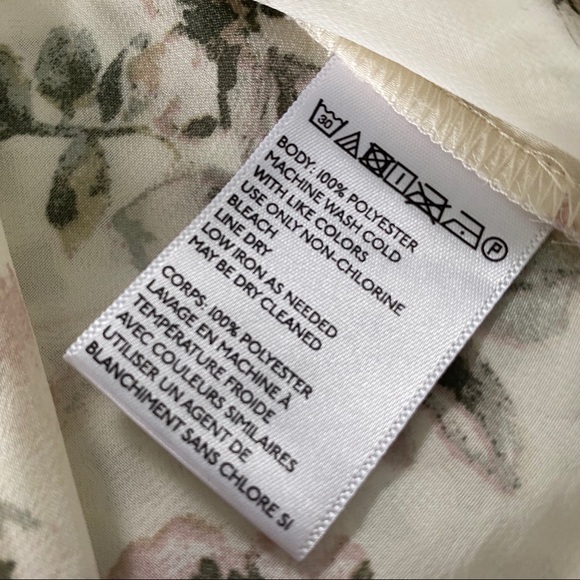 30 P
BODY: 100% POLYESTER
MACHINE WASH COLD
WITH LIKE COLORS
USE ONLY NON-CHLORINE
BLEACH
LINE DRY
LOW IRON AS NEEDED
MAY BE DRY CLEANED
CORPS: 100% POLYESTER
LAVAGE EN MACHINE À
TEMPÉRATURE FROIDE
AVEC COULEURS SIMILAIRES
UTILISER UN AGENT DE
BLANCHIMENT SANS CHLORE SI